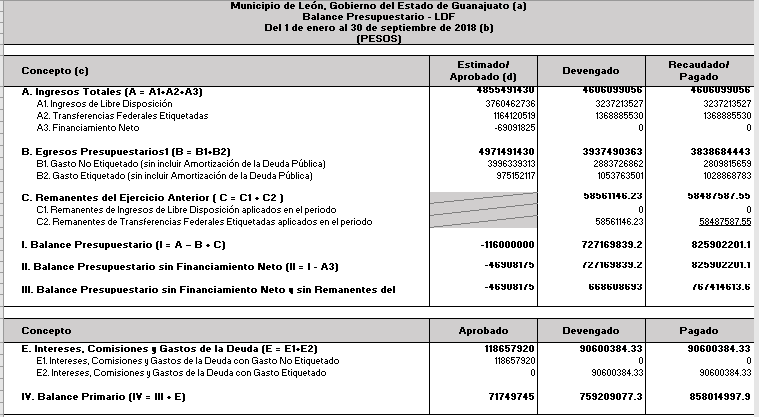 Municipio de León, Gobierno del Estado de Guanajuato (a)
Balance Presupuestario - LDF
Del 1 de enero al 30 de septiembre de 2018 (b)
(PESOS)
Concepto (c) Estimado/ Aprobado (d) Devengado Recaudado/ Pagado
A. Ingresos Totales (A = A1+A2+A3) 4855491430 4606099056 4606099056
A1. Ingresos de Libre Disposición 3760462736 3237213527 3237213527
A2. Transferencias Federales Etiquetadas 1164120519 1368885530 1368885530
A3. Financiamiento Neto -69091825 0 0
B. Egresos Presupuestarios1 (B = B1+B2) 4971491430 3937490363 3838684443
B1. Gasto No Etiquetado (sin incluir Amortización de la Deuda Pública) 3996339313 2883726862 2809815659
B2. Gasto Etiquetado (sin incluir Amortización de la Deuda Pública) 975152117 1053763501 1028868783
C. Remanentes del Ejercicio Anterior ( C = C1 + C2 ) 58561146.23 58487587.55
C1. Remanentes de Ingresos de Libre Disposición aplicados en el periodo 0 0
C2. Remanentes de Transferencias Federales Etiquetadas aplicados en el periodo 58561146.23 58487587.55
I. Balance Presupuestario (I = A – B + C) -116000000 727169839.2 825902201.1
II. Balance Presupuestario sin Financiamiento Neto (II = I - A3) -46908175 727169839.2 825902201.1
III. Balance Presupuestario sin Financiamiento Neto y sin Remanentes del -46908175 668608693 767414613.6
Concepto Aprobado Devengado Pagado
E. Intereses, Comisiones y Gastos de la Deuda (E = E1+E2) 118657920 90600384.33 90600384.33
E1. Intereses, Comisiones y Gastos de la Deuda con Gasto No Etiquetado 118657920 0 0
E2. Intereses, Comisiones y Gastos de la Deuda con Gasto Etiquetado 0 90600384.33 90600384.33
IV. Balance Primario (IV = III + E) 71749745 759209077.3 858014997.9